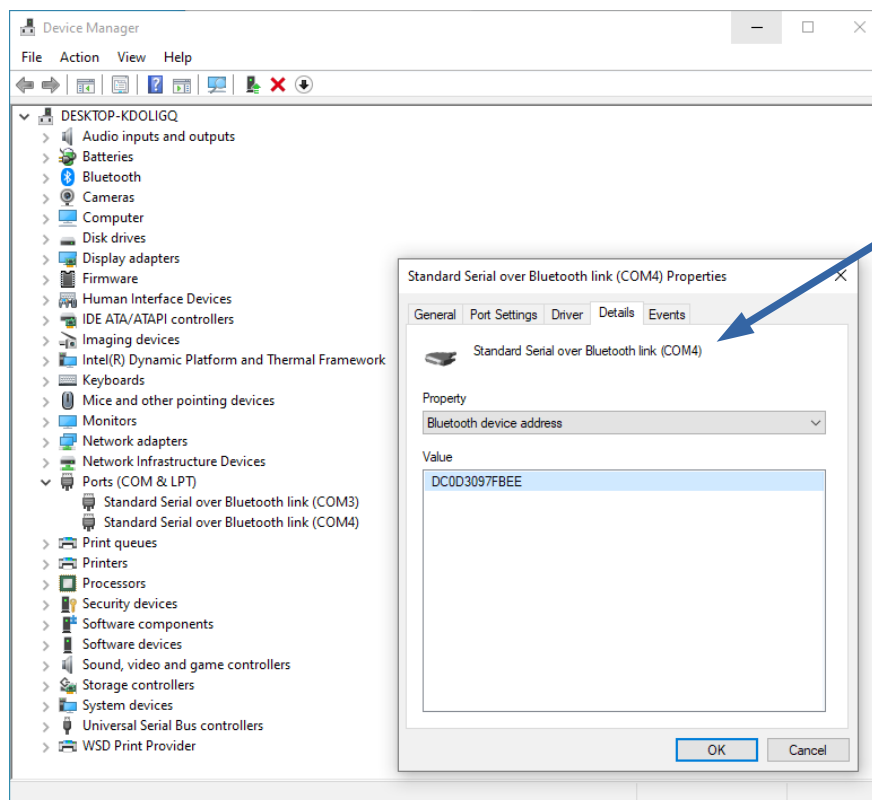 Device Manager
File Action View Help
DESKTOP-KDOLIGQ
Audio inputs and outputs
Batteries
Bluetooth
Cameras
Computer
Disk drives
Display adapters
Firmware
Human Interface Devices
IDE ATA/ATAPI controllers
Imaging devices
Intel(R) Dynamic Platform and Thermal Framework
Keyboards
Mice and other pointing devices
Monitors
Network adapters
Network Infrastructure Devices
Ports (COM & LPT)
Standard Serial over Bluetooth link (COM3)
Standard Serial over Bluetooth link (COM4)
Print queues
Printers
Processors
Security devices
Software components
Software devices
Sound, video and game controllers
Storage controllers
System devices
Universal Serial Bus controllers
WSD Print Provider
Standard Serial over Bluetooth link (COM4) Properties
General Port Settings Driver Details Events
Standard Serial over Bluetooth link (COM4)
Property
Bluetooth device address
Value
DC0D3097FBEE
OK Cancel